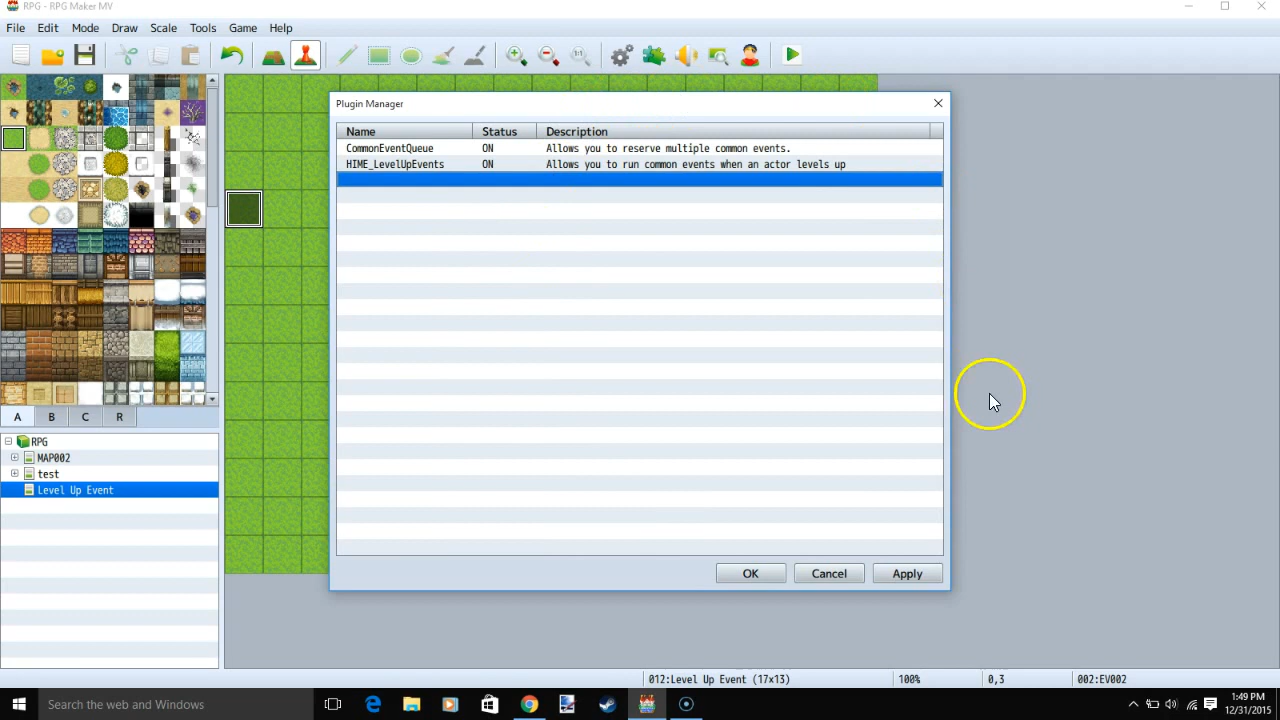 RPG - RPG Maker MV
File Edit Mode Draw Scale Tools Game Help
1:1
Plugin Manager
Name Status Description
CommonEventQueue ON Allows you to reserve multiple common events.
HIME_LevelUpEvents ON Allows you to run common events when an actor levels up
OK Cancel Apply
A B C R
RPG
MAP002
test
Level Up Event
012:Level Up Event (17x13) 100% 0,3 002:EV002
Search the web and Windows
1:49 PM
12/31/2015